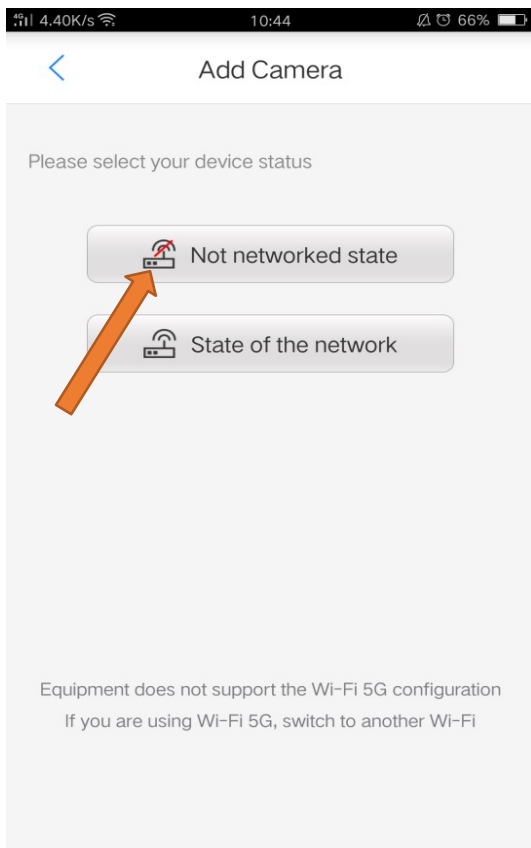 4G 4.40K/s 10:44 66%
Add Camera
Please select your device status
Not networked state
State of the network
Equipment does not support the Wi-Fi 5G configuration
If you are using Wi-Fi 5G, switch to another Wi-Fi